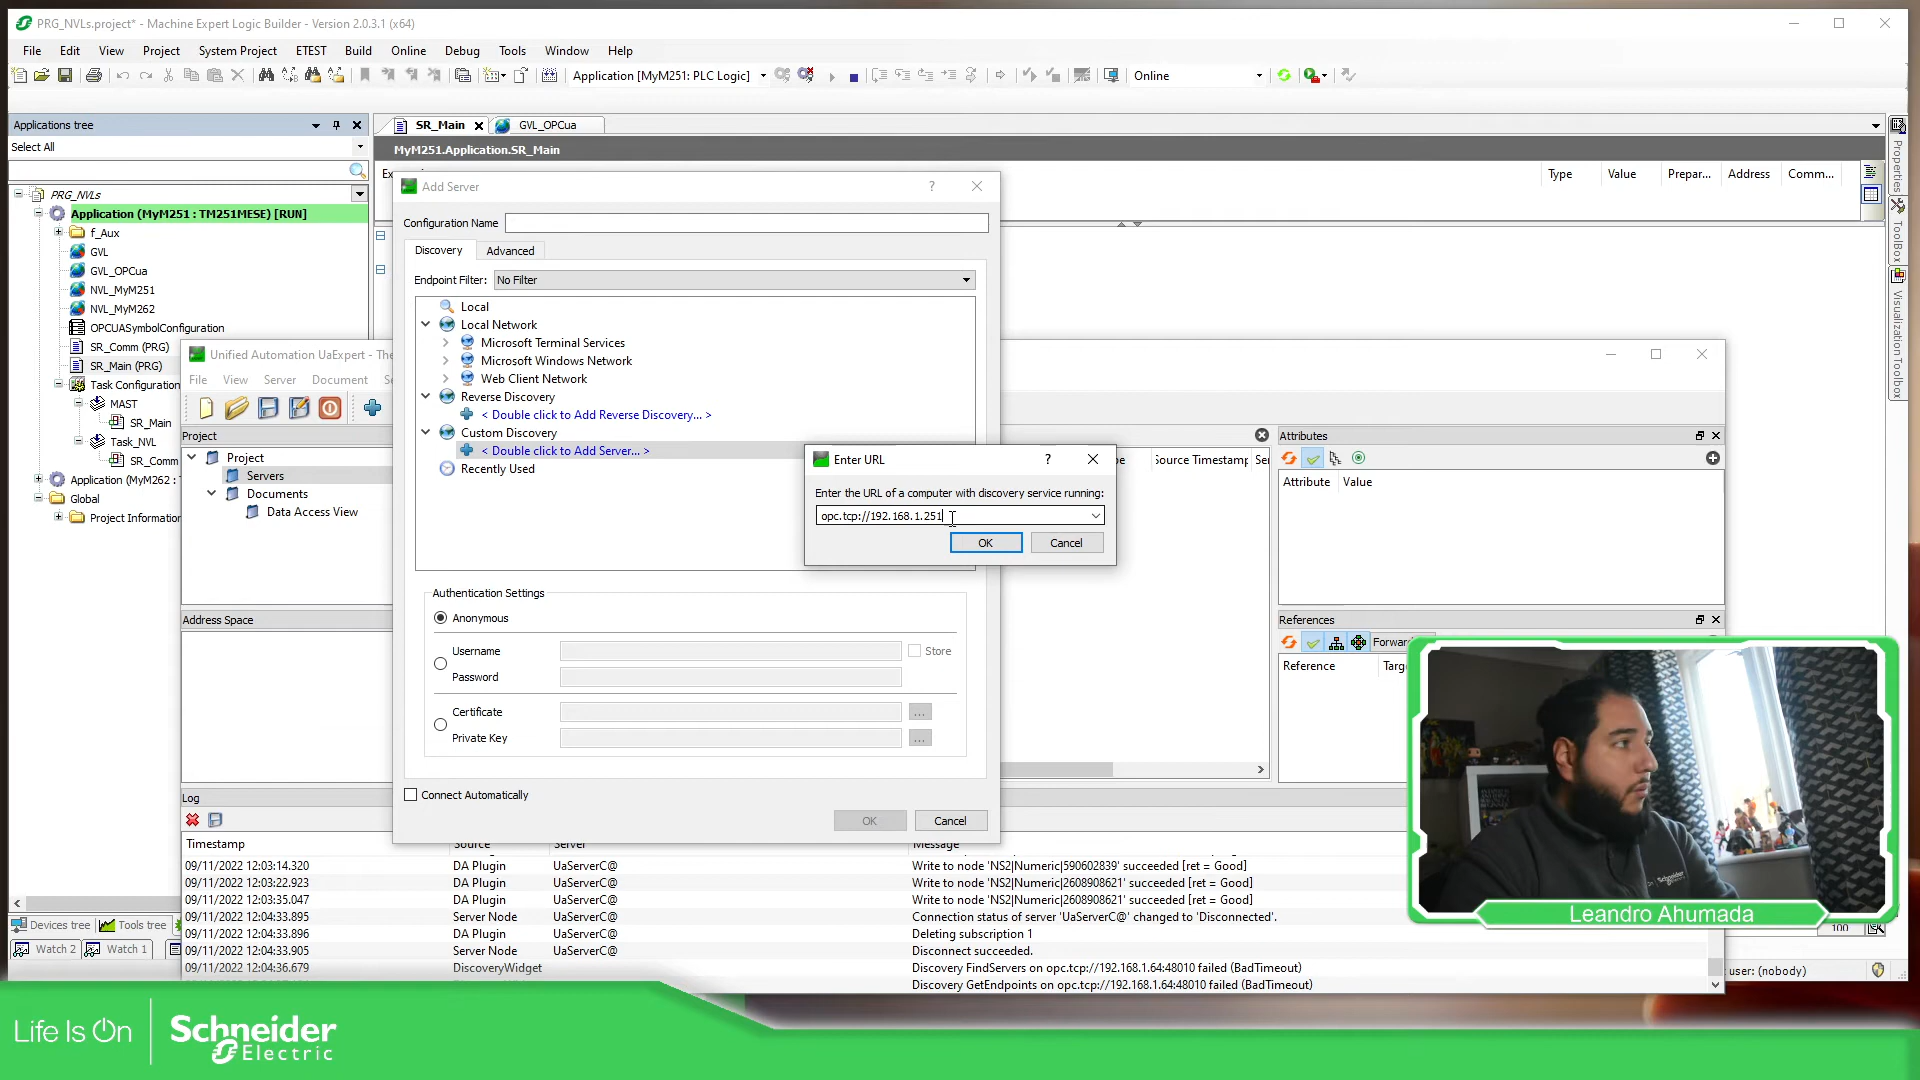 PRG_NVLs.project* - Machine Expert Logic Builder - Version 2.0.3.1 (x64)
File Edit View Project System Project ETEST Build Online Debug Tools Window Help
Application [MyM251: PLC Logic] Online
Applications tree
Select All
SR_Main GVL_OPCua
MyM251.Application.SR_Main
Type Value Prepar... Address Comm...
Properties
ToolBox
Visualization Toolbox
PRG_NVLs
Application (MyM251 : TM251MESE) [RUN]
f_Aux
GVL
GVL_OPCua
NVL_MyM251
NVL_MyM262
OPCUASymbolConfiguration
SR_Comm (PRG)
SR_Main (PRG)
Task Configuration
MAST
SR_Main
Task_NVL
SR_Comm
Application (MyM262 :
Global
Project Information
Devices tree Tools tree
Watch 2 Watch 1
Unified Automation UaExpert - The
File View Server Document
Project
Project
Servers
Documents
Data Access View
Address Space
Add Server
Configuration Name
Discovery Advanced
Endpoint Filter: No Filter
Local
Local Network
Microsoft Terminal Services
Microsoft Windows Network
Web Client Network
Reverse Discovery
< Double click to Add Reverse Discovery... >
Custom Discovery
< Double click to Add Server... >
Recently Used
Authentication Settings
Anonymous
Username Store
Password
Certificate ...
Private Key ...
Connect Automatically
OK Cancel
Enter URL
Enter the URL of a computer with discovery service running:
opc.tcp://192.168.1.251
OK Cancel
Source Timestamp
Attributes
Attribute Value
References
Forward
Reference
Log
Timestamp Source Server Message
09/11/2022 12:03:14.320 DA Plugin UaServerC@ Write to node 'NS2|Numeric|590602839' succeeded [ret = Good]
09/11/2022 12:03:22.923 DA Plugin UaServerC@ Write to node 'NS2|Numeric|2608908621' succeeded [ret = Good]
09/11/2022 12:03:35.047 DA Plugin UaServerC@ Write to node 'NS2|Numeric|2608908621' succeeded [ret = Good]
09/11/2022 12:04:33.895 Server Node UaServerC@ Connection status of server 'UaServerC@' changed to 'Disconnected'.
09/11/2022 12:04:33.896 DA Plugin UaServerC@ Deleting subscription 1
09/11/2022 12:04:33.905 Server Node UaServerC@ Disconnect succeeded.
09/11/2022 12:04:36.679 DiscoveryWidget Discovery FindServers on opc.tcp://192.168.1.64:48010 failed (BadTimeout)
Discovery GetEndpoints on opc.tcp://192.168.1.64:48010 failed (BadTimeout)
100
user: (nobody)
Schneider
Leandro Ahumada
Life Is On
Schneider
Electric